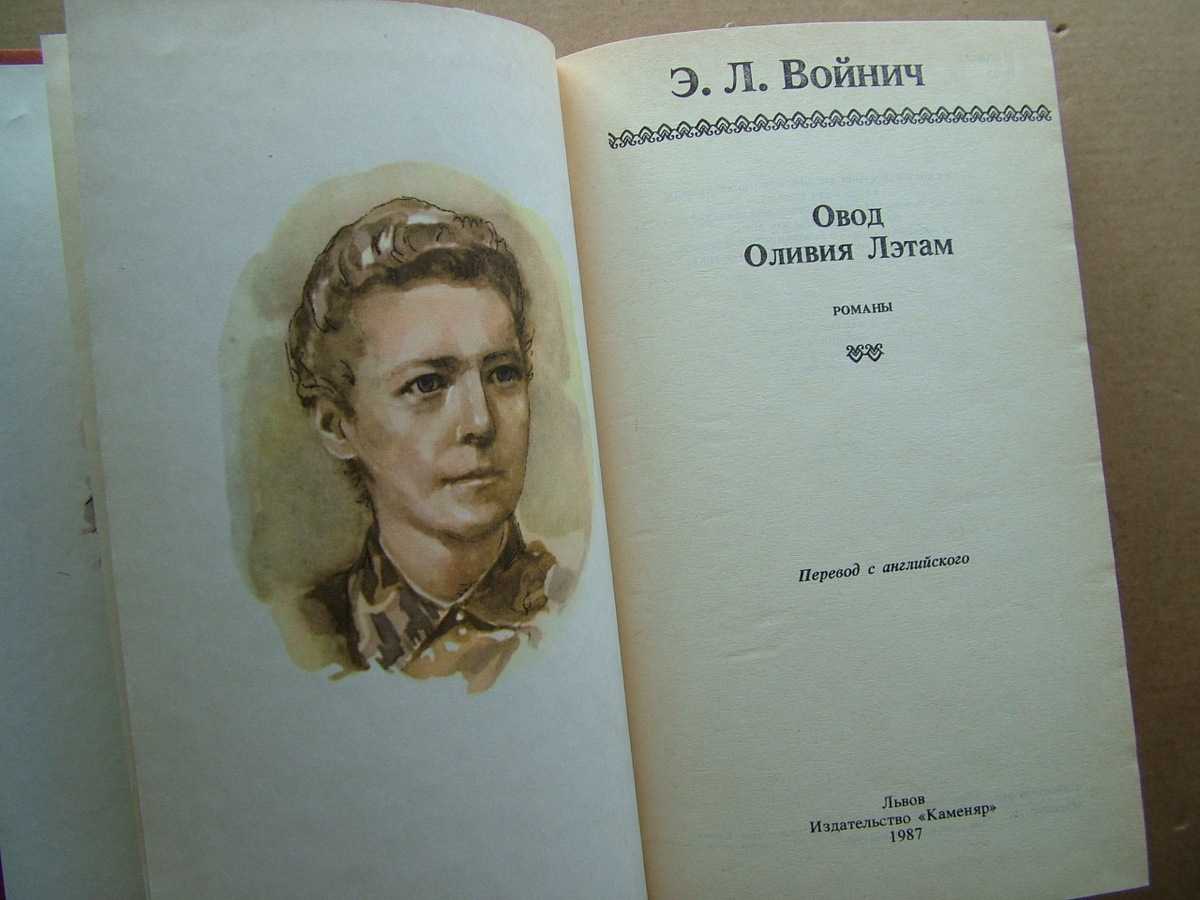 Э. Л. Войнич
Овод
Оливия Лэтам
РОМАНЫ
Перевод с английского
Львов
Издательство «Каменяр»
1987